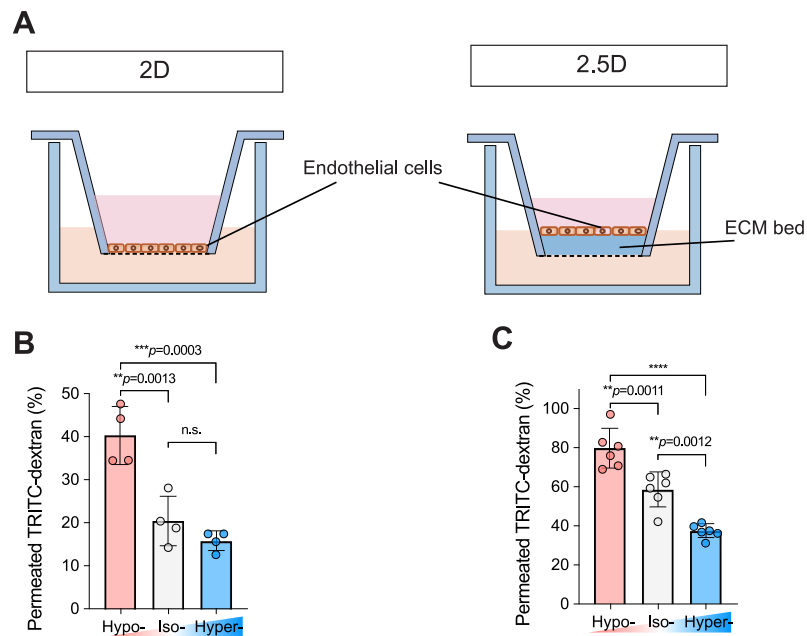 A
2D
2.5D
Endothelial cells
ECM bed
B
***p=0.0003
**p=0.0013
n.s.
Permeated TRITC-dextran (%)
50
40
30
20
10
0
Hypo- Iso- Hyper-
C
****
**p=0.0011
**p=0.0012
Permeated TRITC-dextran (%)
100
80
60
40
20
0
Hypo- Iso- Hyper-